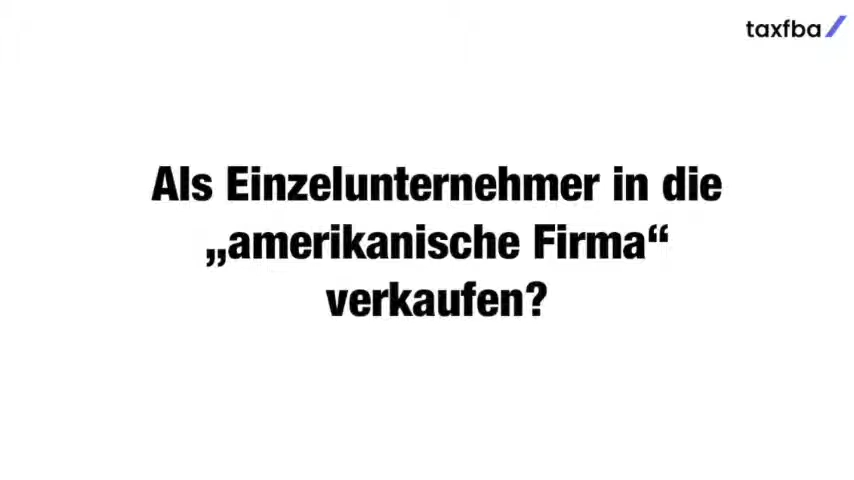 taxfba
Als Einzelunternehmer in die
„amerikanische Firma“
verkaufen?